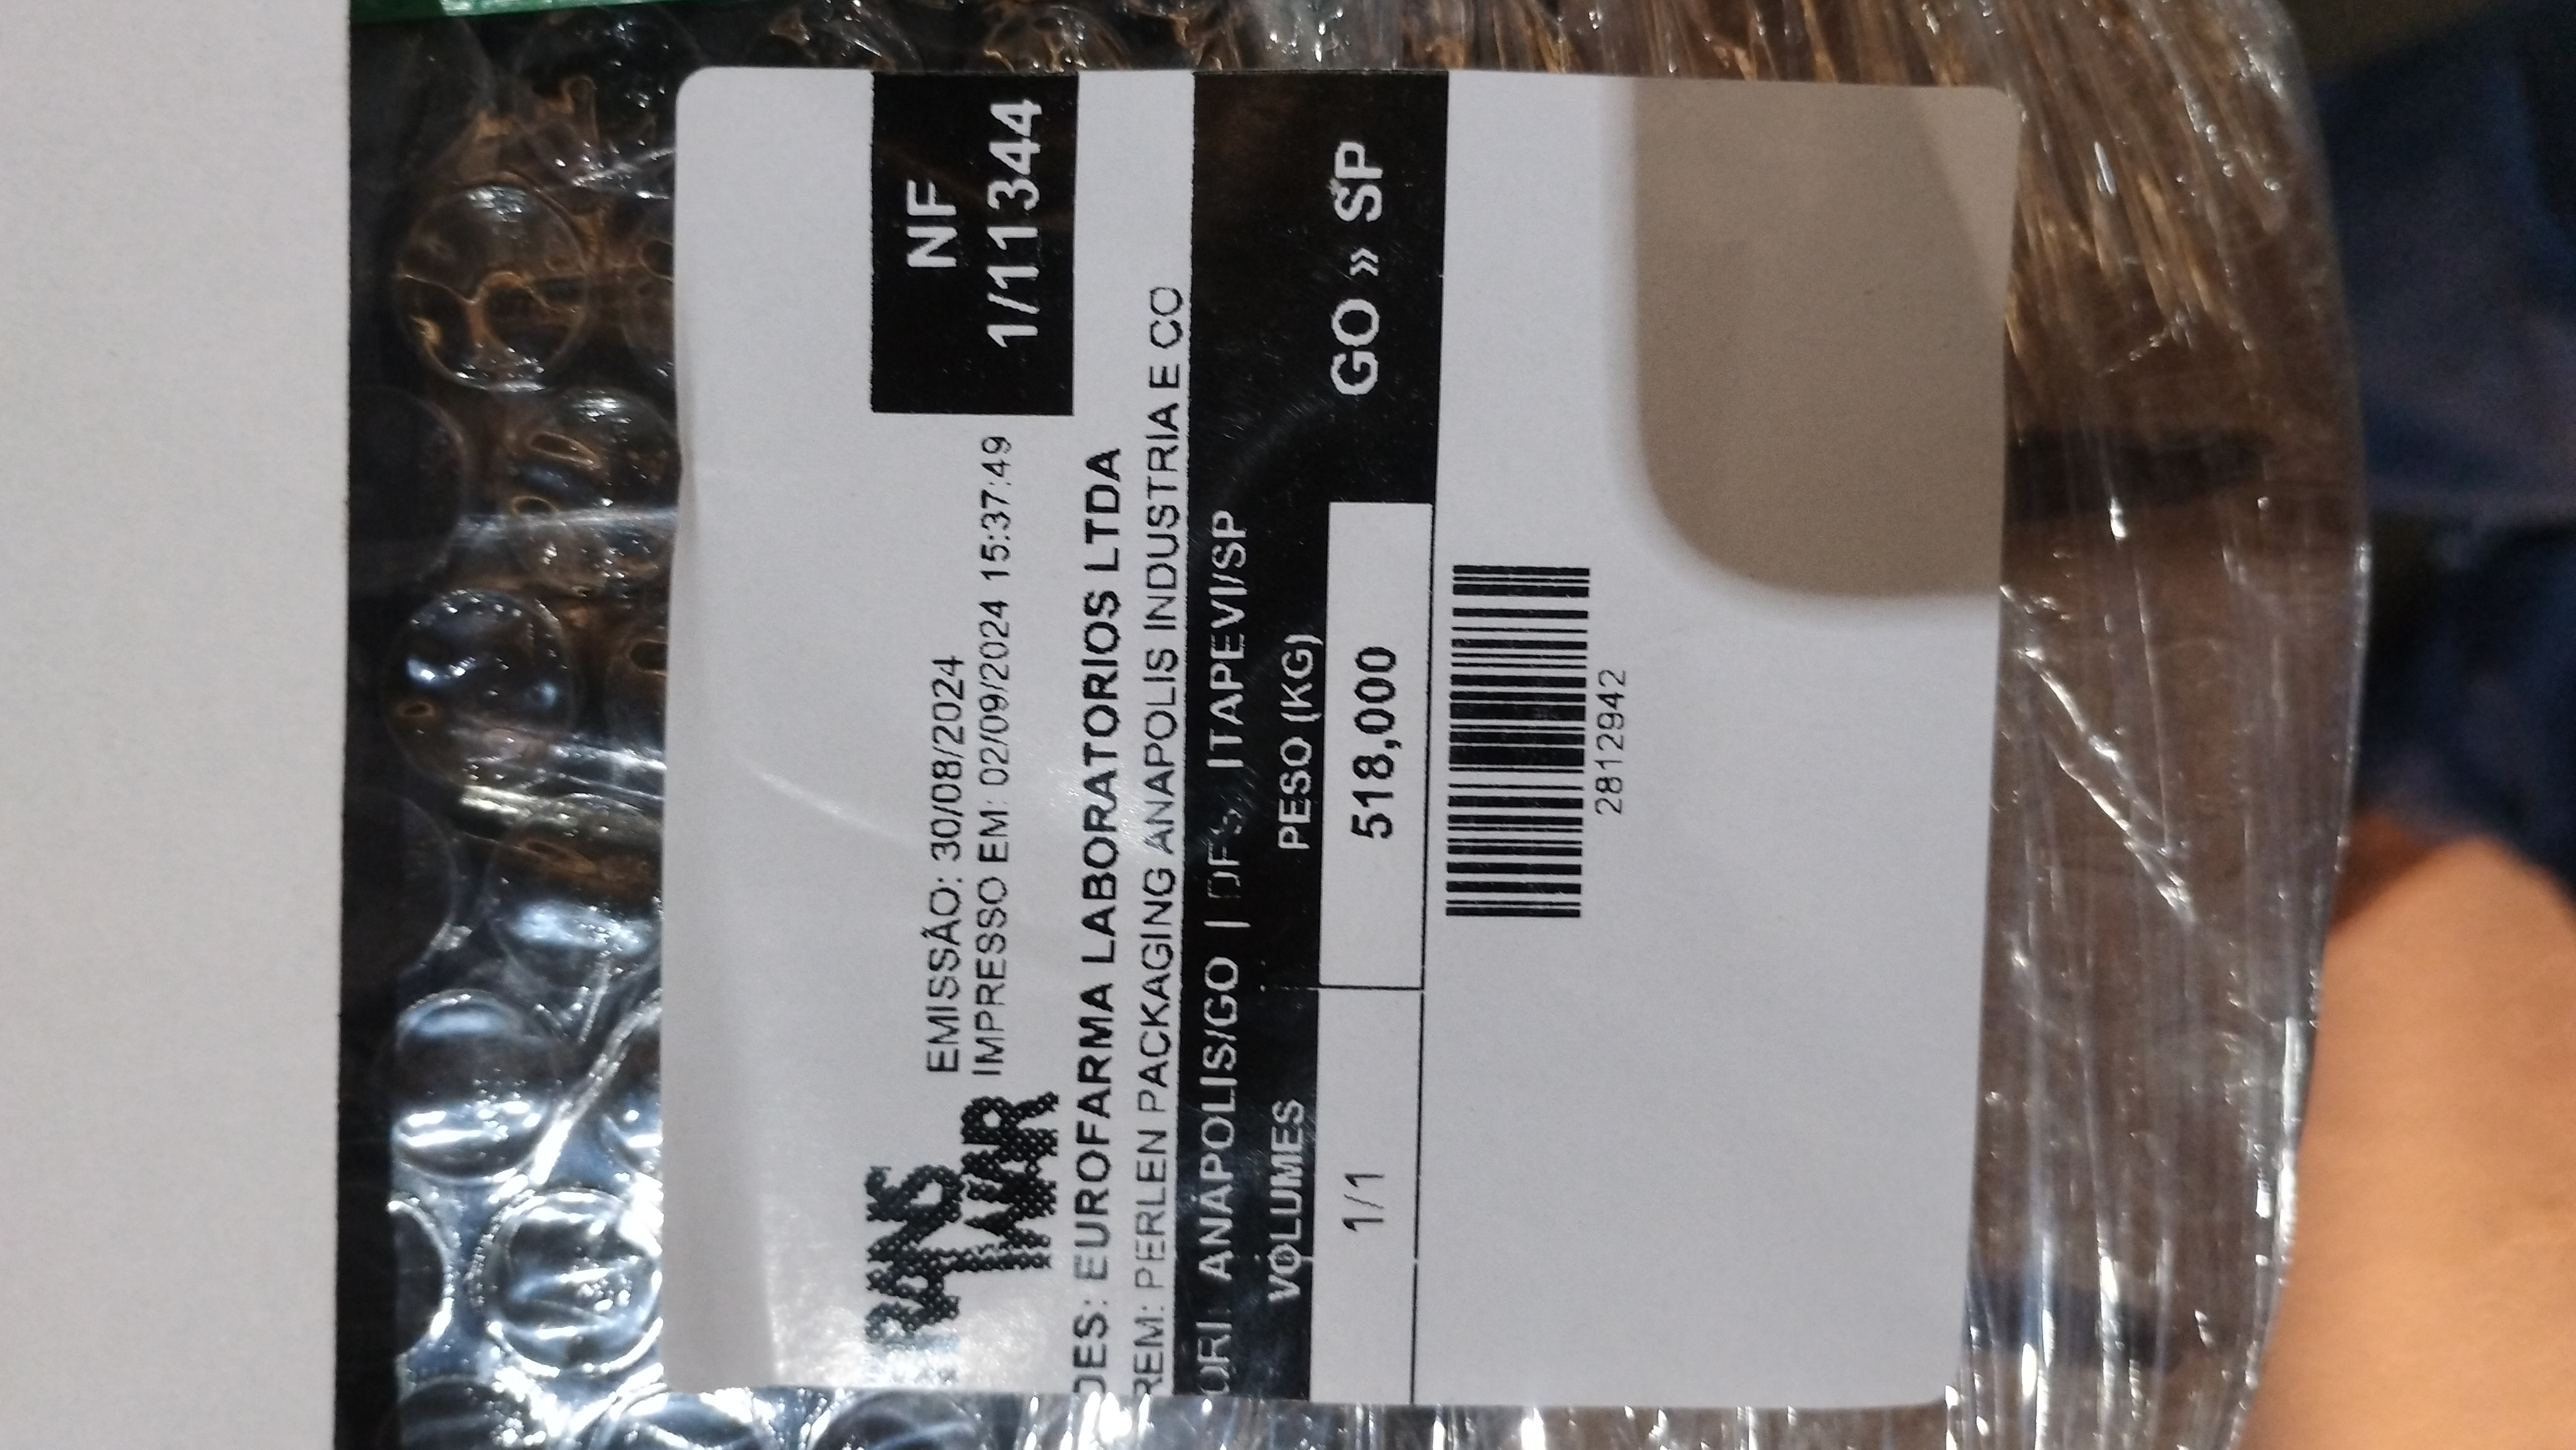 EMISSÃO: 30/08/2024
IMPRESSO EM: 02/09/2024 15:37:49
NF
1/11344
DES: EUROFARMA LABORATORIOS LTDA
REM: PERLEN PACKAGING ANAPOLIS INDUSTRIA E CO
ORI: ANÁPOLIS/GO | DES: ITAPEVI/SP
VOLUMES PESO (KG)
1/1 518,000 GO » SP
2812942